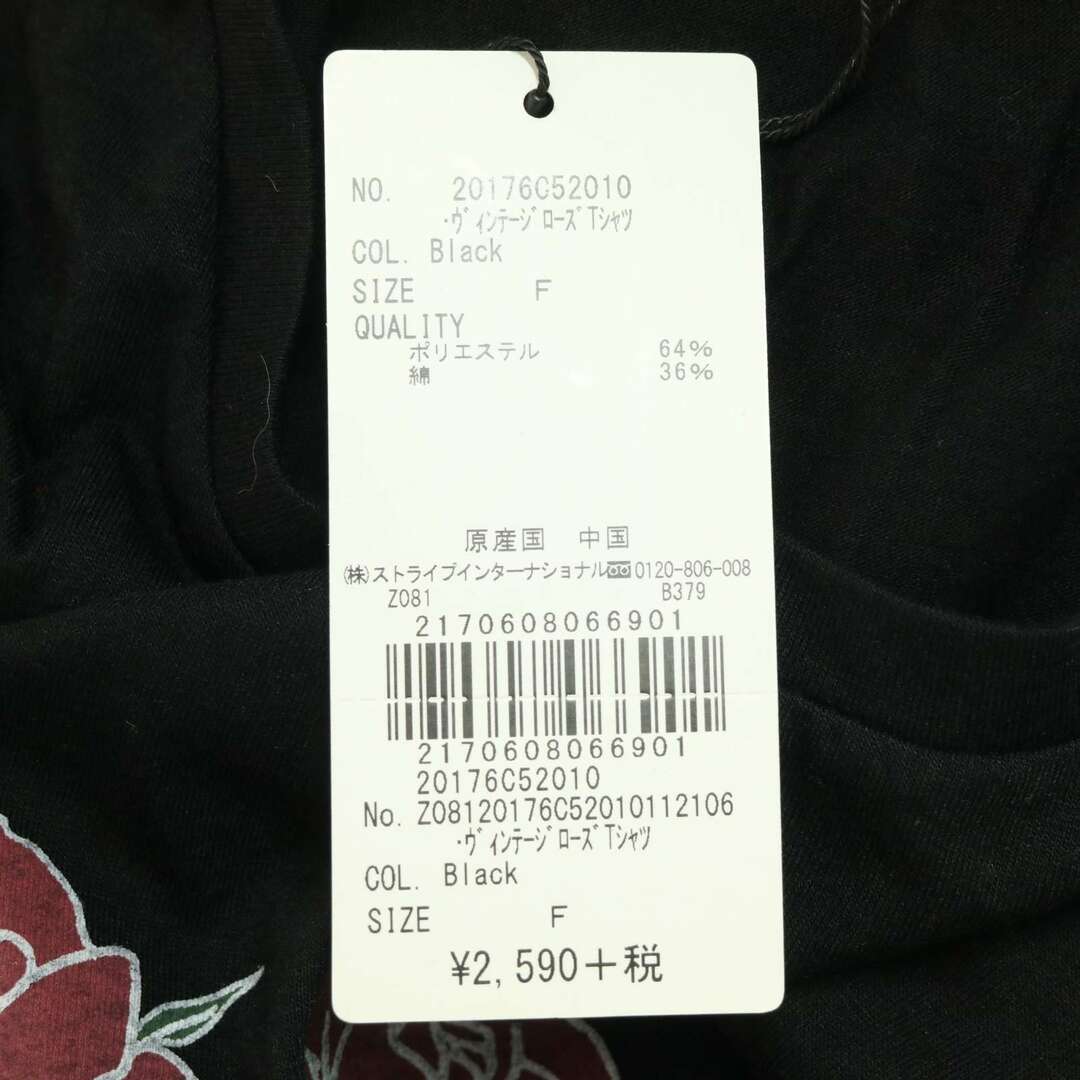 NO. 20176C52010
・ヴィンテージローズTシャツ
COL. Black
SIZE F
QUALITY
ポリエステル 64%
綿 36%
原産国 中国
(株)ストライプインターナショナル 0120-806-008
Z081 B379
2170608066901
2170608066901
20176C52010
No. Z08120176C52010112106
・ヴィンテージローズTシャツ
COL. Black
SIZE F
¥2,590+税